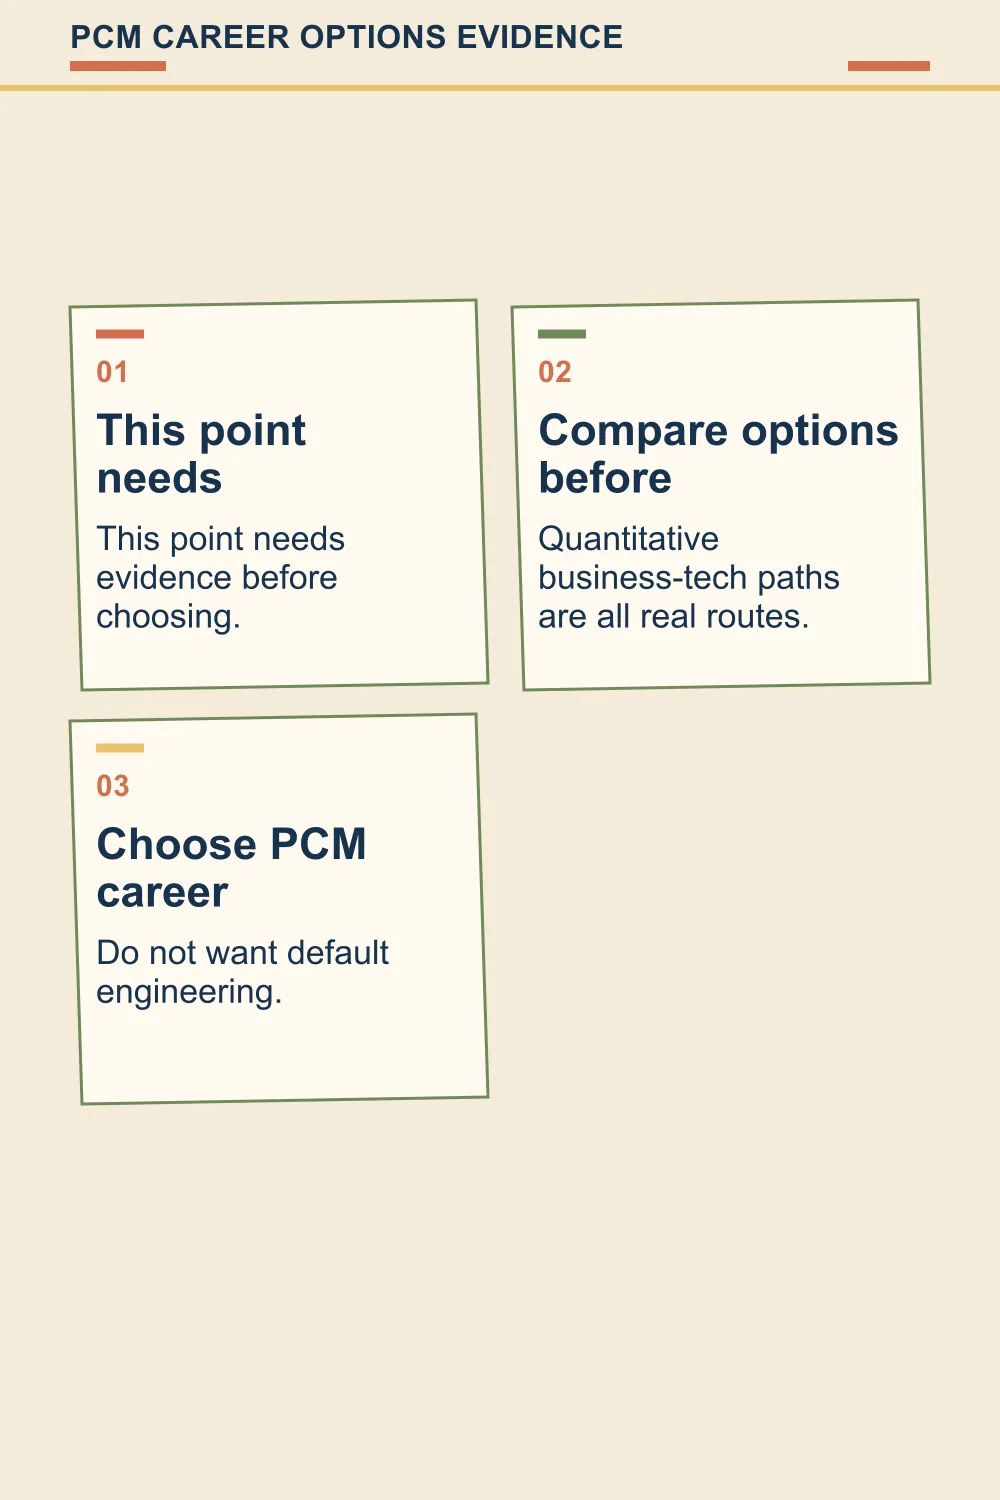 PCM CAREER OPTIONS EVIDENCE
01
This point
needs
This point needs
evidence before
choosing.
02
Compare options
before
Quantitative
business-tech paths
are all real routes.
03
Choose PCM
career
Do not want default
engineering.